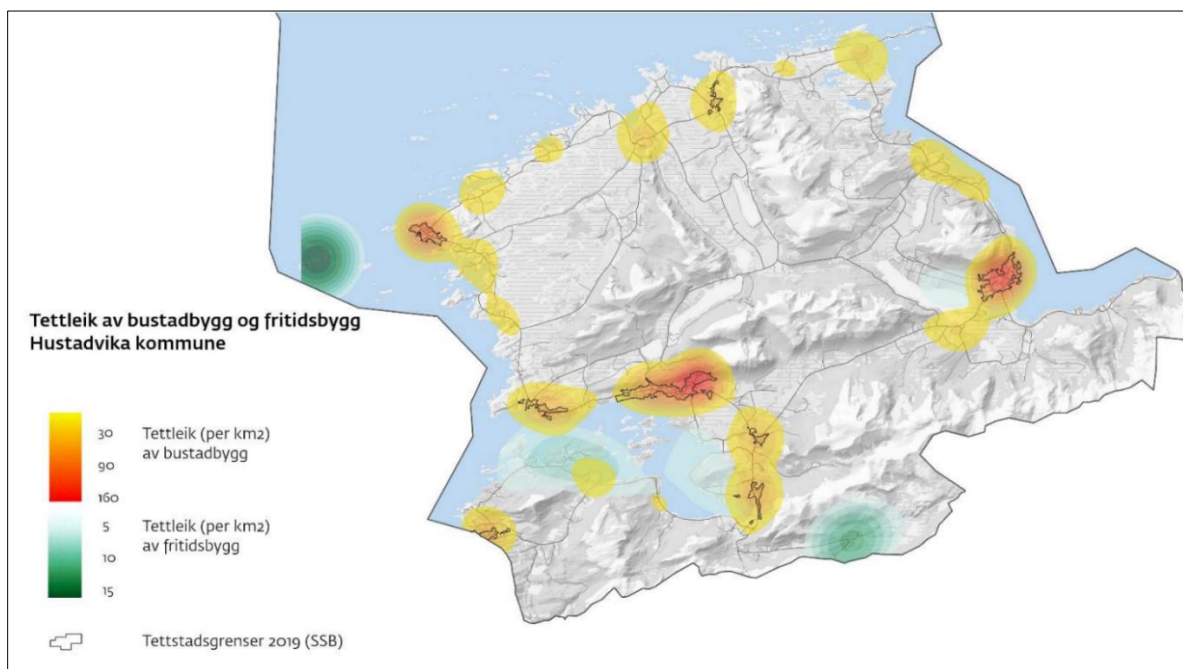 Tettleik av bustadbygg og fritidsbygg
Hustadvika kommune
30
Tettleik (per km2)
av bustadbygg
90
160
5
Tettleik (per km2)
av fritidsbygg
10
15
Tettstadsgrenser 2019 (SSB)